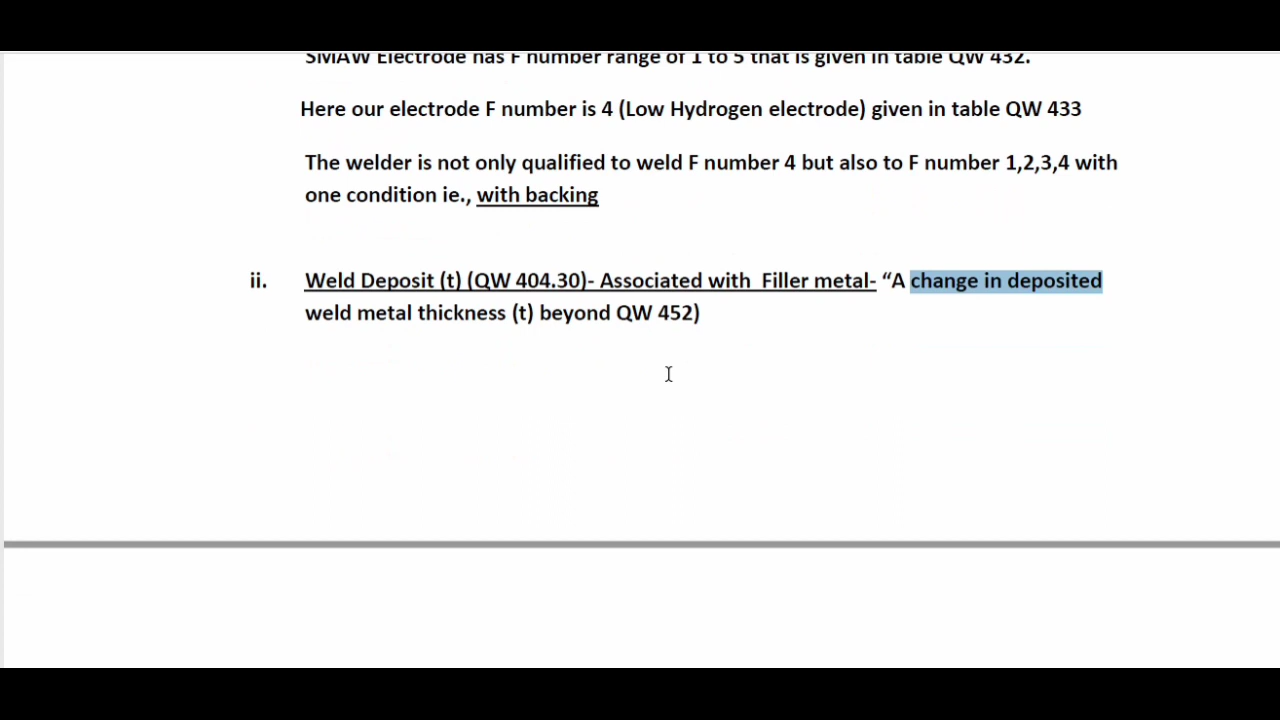 SMAW Electrode has F number range of 1 to 5 that is given in table QW 432.
Here our electrode F number is 4 (Low Hydrogen electrode) given in table QW 433
The welder is not only qualified to weld F number 4 but also to F number 1,2,3,4 with
one condition ie., with backing
ii. Weld Deposit (t) (QW 404.30)- Associated with  Filler metal- “A change in deposited
weld metal thickness (t) beyond QW 452)